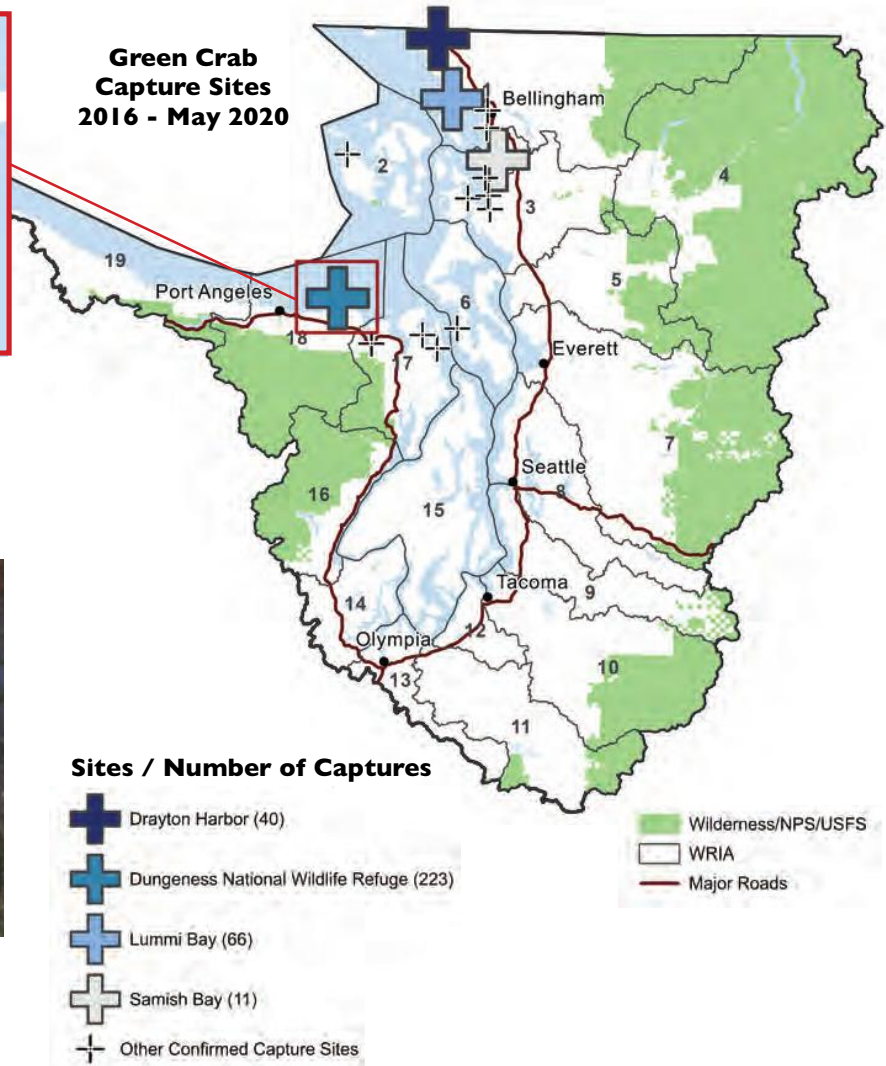 Green Crab
Capture Sites
2016 - May 2020
Bellingham
1
2
3
4
5
6
19
Port Angeles
18
17
Everett
7
Seattle
8
16
15
Tacoma
9
14
12
Olympia
10
13
11
Sites / Number of Captures
Drayton Harbor (40)
Dungeness National Wildlife Refuge (223)
Lummi Bay (66)
Samish Bay (11)
Other Confirmed Capture Sites
Wilderness/NPS/USFS
WRIA
Major Roads